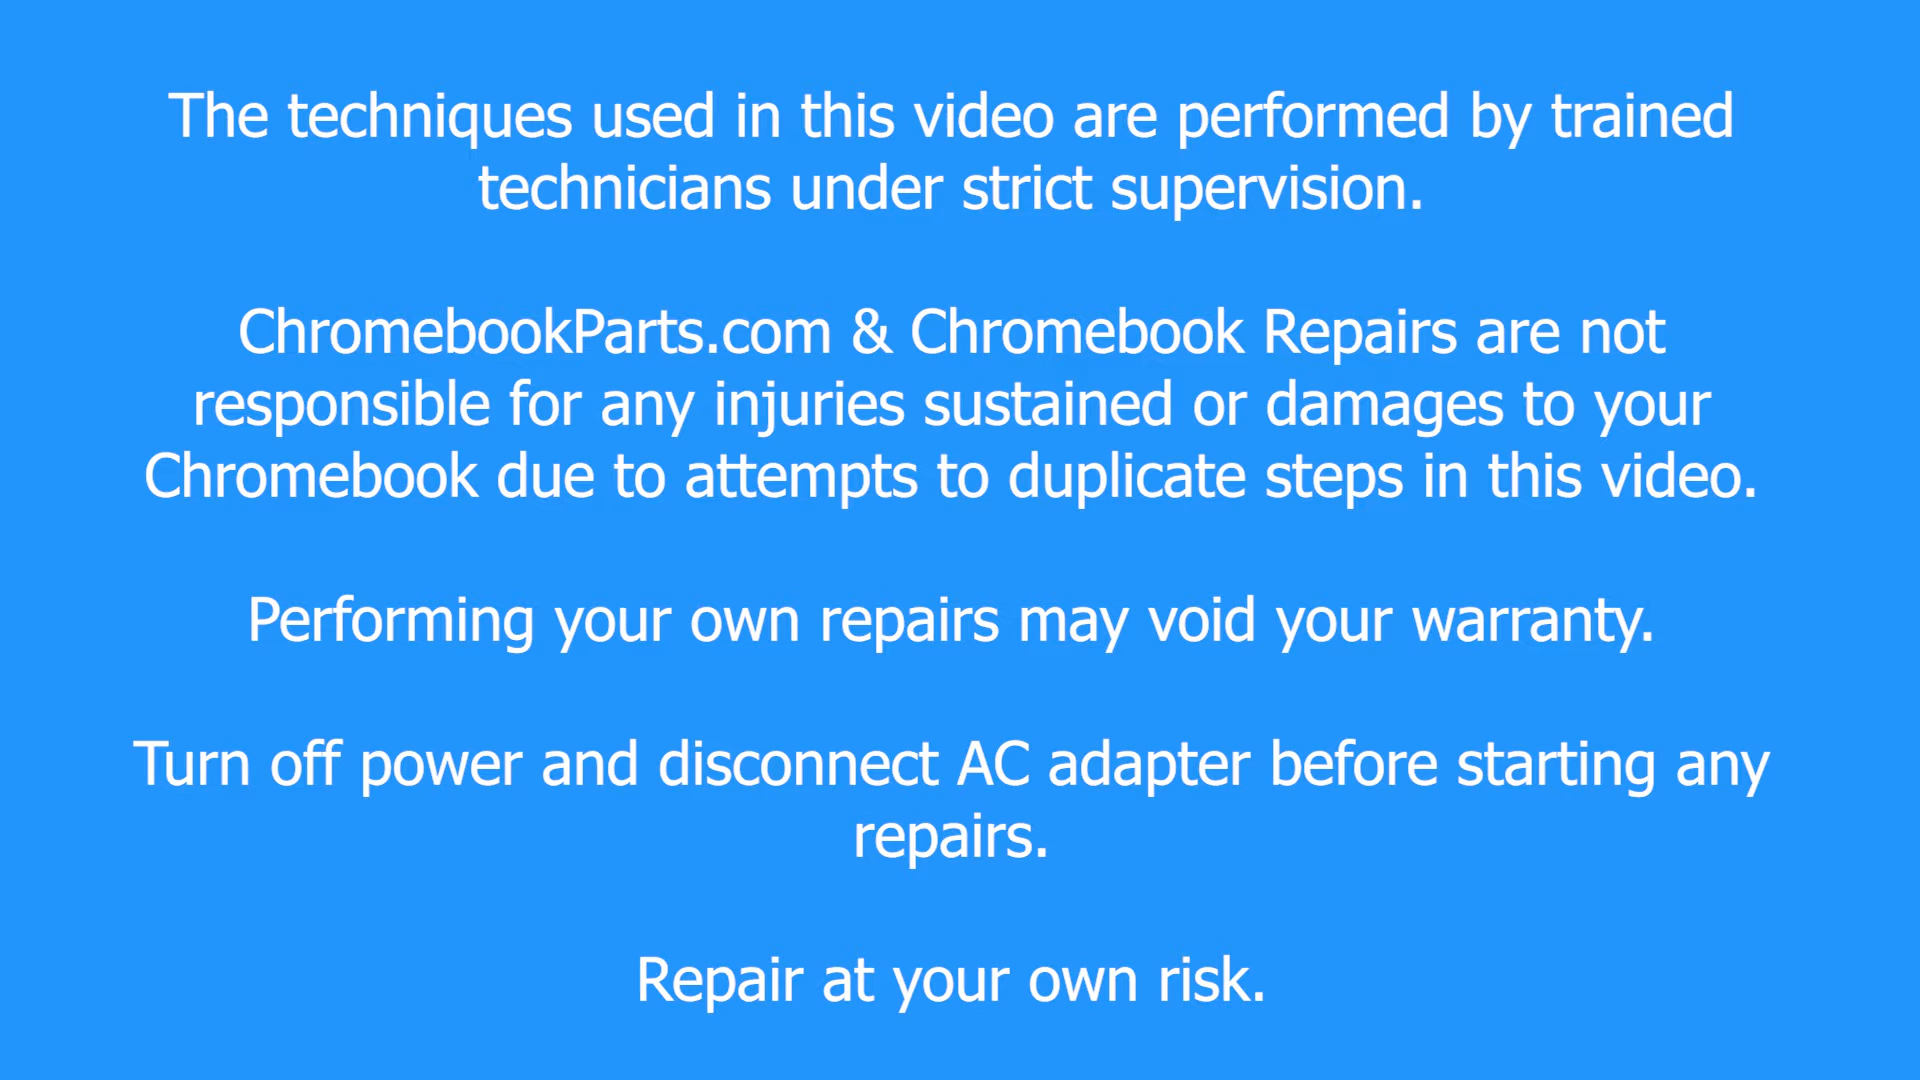 The techniques used in this video are performed by trained
technicians under strict supervision.
ChromebookParts.com & Chromebook Repairs are not
responsible for any injuries sustained or damages to your
Chromebook due to attempts to duplicate steps in this video.
Performing your own repairs may void your warranty.
Turn off power and disconnect AC adapter before starting any
repairs.
Repair at your own risk.